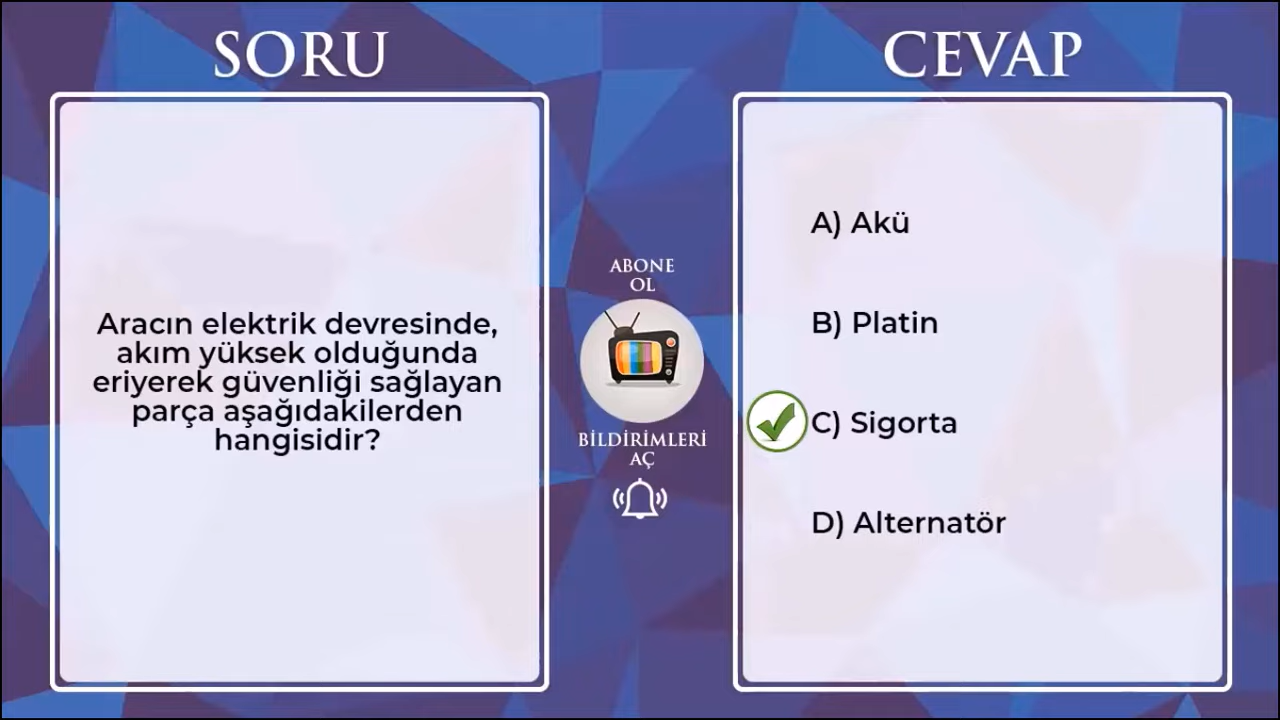 SORU
Aracın elektrik devresinde,
akım yüksek olduğunda
eriyerek güvenliği sağlayan
parça aşağıdakilerden
hangisidir?
ABONE
OL
BİLDİRİMLERİ
AÇ
CEVAP
A) Akü
B) Platin
C) Sigorta
D) Alternatör